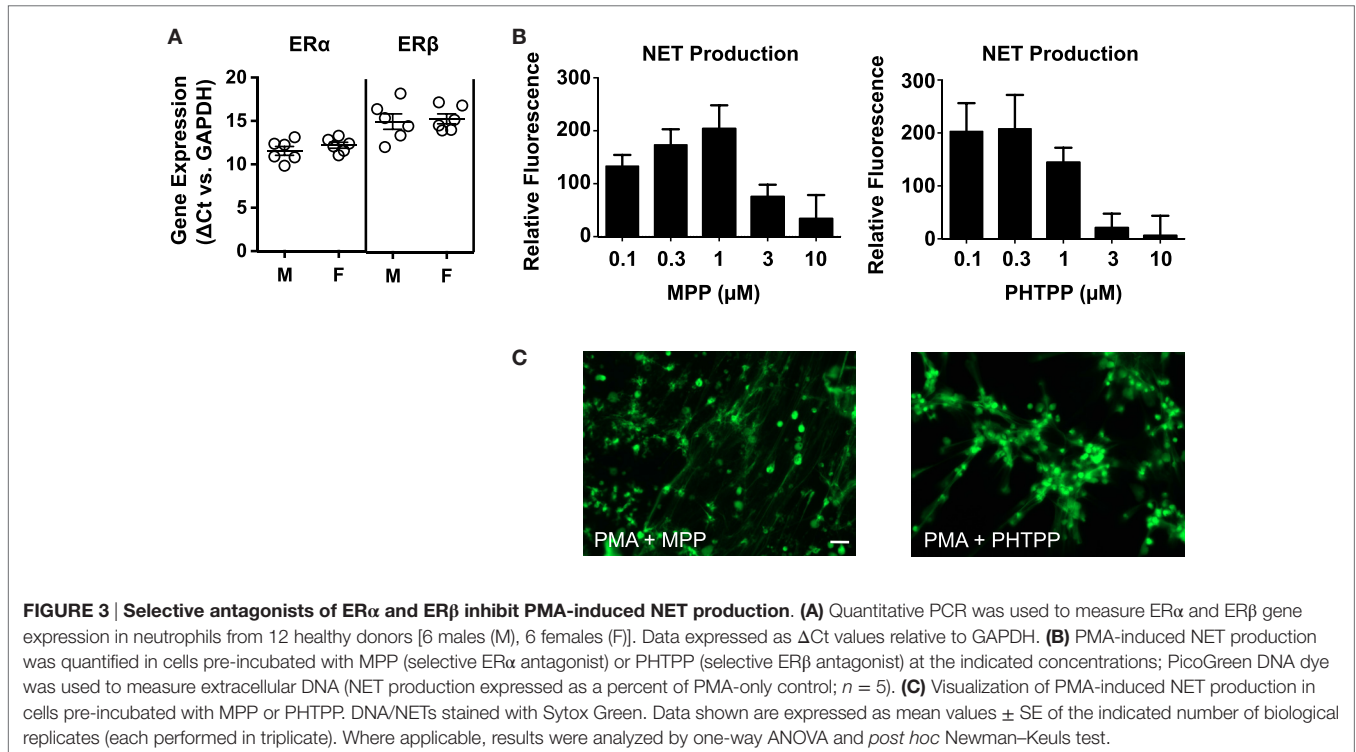 A
ERα ERβ
Gene Expression
(ΔCt vs. GAPDH)
20
15
10
5
0
M F M F
B
NET Production
Relative Fluorescence
300
200
100
0
0.1 0.3 1 3 10
MPP (µM)
NET Production
Relative Fluorescence
300
200
100
0
0.1 0.3 1 3 10
PHTPP (µM)
C
PMA + MPP
PMA + PHTPP
FIGURE 3 | Selective antagonists of ERα and ERβ inhibit PMA-induced NET production. (A) Quantitative PCR was used to measure ERα and ERβ gene
expression in neutrophils from 12 healthy donors [6 males (M), 6 females (F)]. Data expressed as ΔCt values relative to GAPDH. (B) PMA-induced NET production
was quantified in cells pre-incubated with MPP (selective ERα antagonist) or PHTPP (selective ERβ antagonist) at the indicated concentrations; PicoGreen DNA dye
was used to measure extracellular DNA (NET production expressed as a percent of PMA-only control; n = 5). (C) Visualization of PMA-induced NET production in
cells pre-incubated with MPP or PHTPP. DNA/NETs stained with Sytox Green. Data shown are expressed as mean values ± SE of the indicated number of biological
replicates (each performed in triplicate). Where applicable, results were analyzed by one-way ANOVA and post hoc Newman–Keuls test.